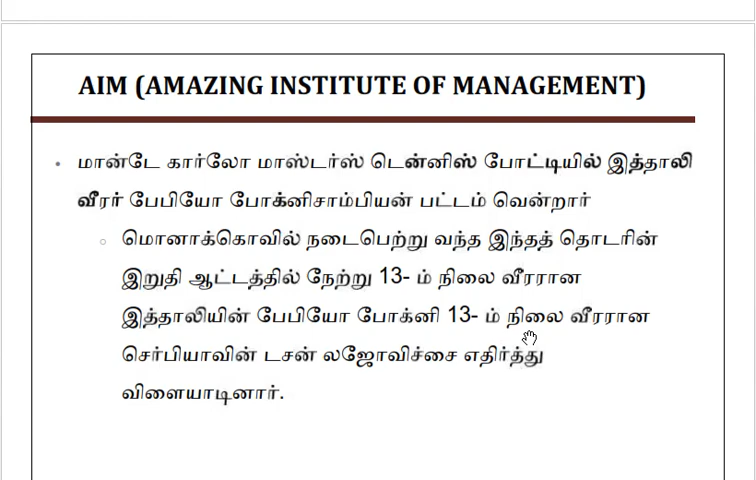 AIM (AMAZING INSTITUTE OF MANAGEMENT)
மான்டே கார்லோ மாஸ்டர்ஸ் டென்னிஸ் போட்டியில் இத்தாலி
வீரர் பேபியோ போக்னிசாம்பியன் பட்டம் வென்றார்
மொனாக்கொவில் நடைபெற்று வந்த இந்தத் தொடரின்
இறுதி ஆட்டத்தில் நேற்று 13- ம் நிலை வீரரான
இத்தாலியின் பேபியோ போக்னி 13- ம் நிலை வீரரான
செர்பியாவின் டசன் லஜோவிச்சை எதிர்த்து
விளையாடினார்.